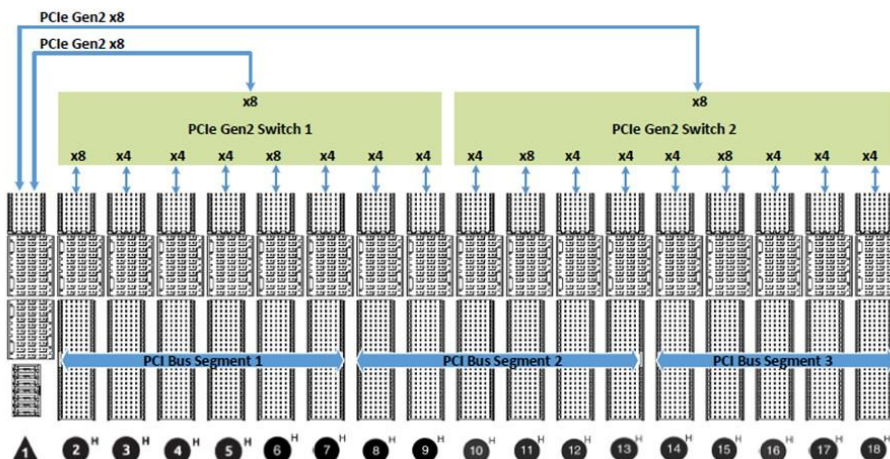 PCIe Gen2 x8
PCIe Gen2 x8
x8 x8
PCIe Gen2 Switch 1 PCIe Gen2 Switch 2
x8 x4 x4 x4 x8 x4 x4 x4 x4 x8 x4 x4 x4 x8 x4 x4 x4
PCI Bus Segment 1 PCI Bus Segment 2 PCI Bus Segment 3
1 2 H 3 H 4 H 5 H 6 H 7 H 8 H 9 H 10 H 11 H 12 H 13 H 14 H 15 H 16 H 17 H 18 H